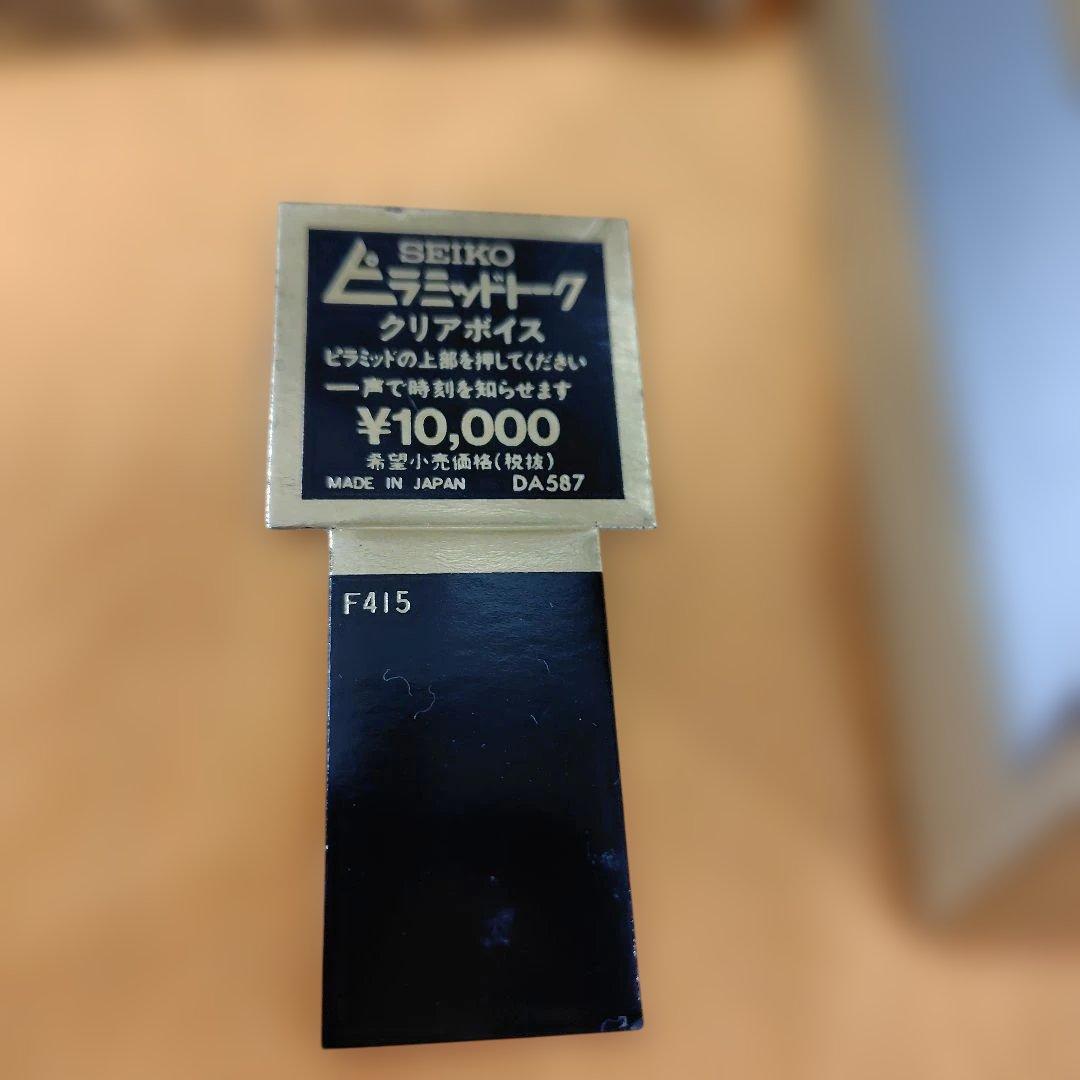 SEIKO
ピラミッドトーク
クリアボイス
ピラミッドの上部を押してください
一声で時刻を知らせます
¥10,000
希望小売価格(税抜)
MADE IN JAPAN DA587
F415